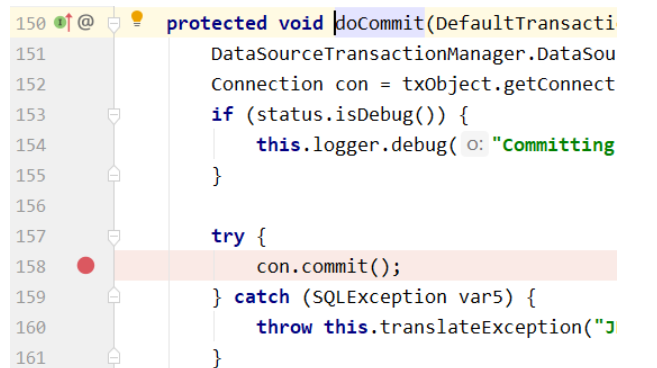 150 @ protected void doCommit(DefaultTransacti
151 DataSourceTransactionManager.DataSou
152 Connection con = txObject.getConnect
153 if (status.isDebug()) {
154 this.logger.debug( o: "Committing
155 }
156
157 try {
158 con.commit();
159 } catch (SQLException var5) {
160 throw this.translateException("J
161 }